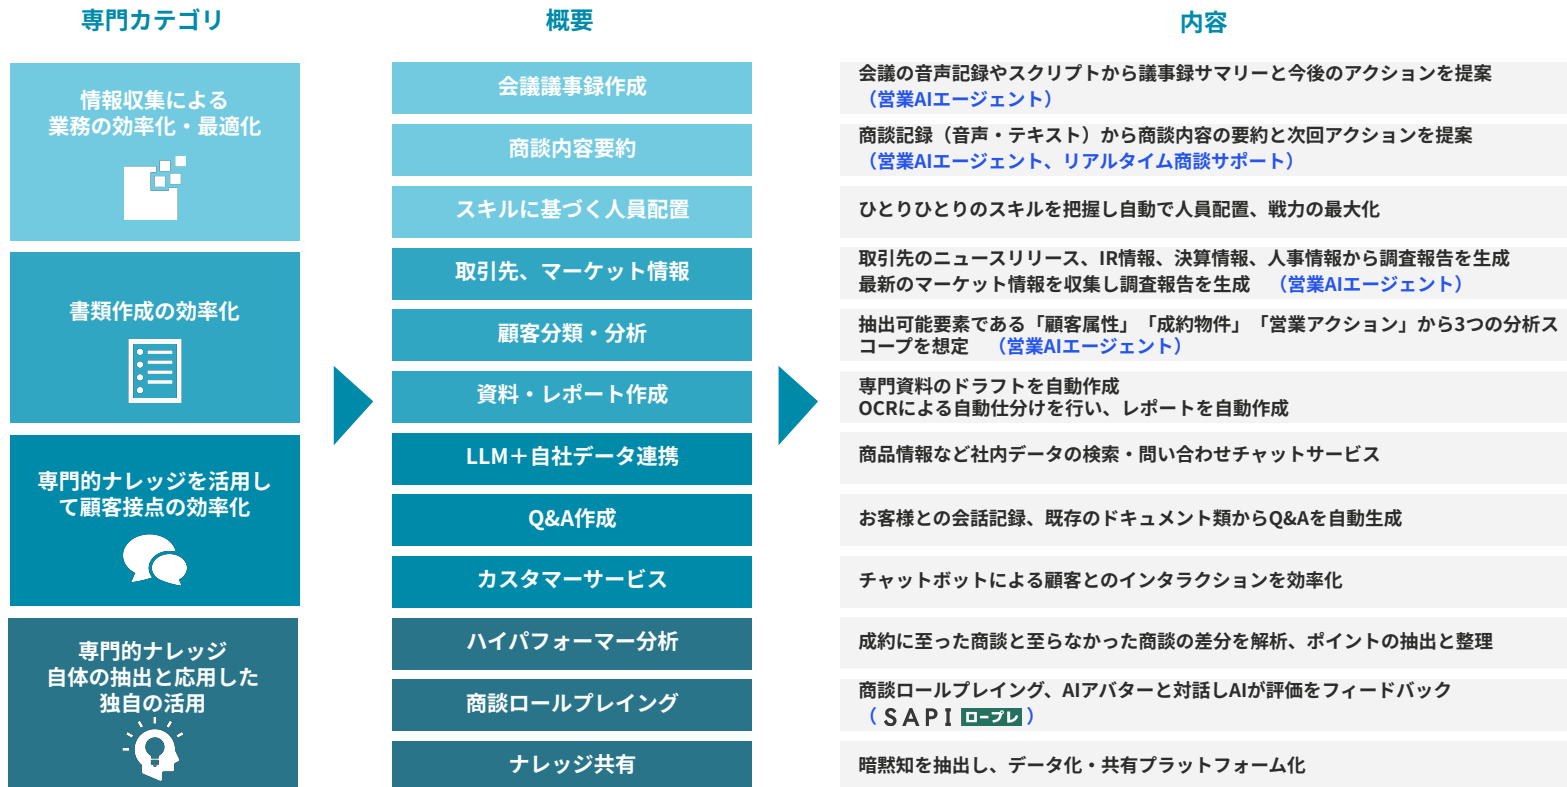 専門カテゴリ
概要
内容
情報収集による
業務の効率化・最適化
会議議事録作成
会議の音声記録やスクリプトから議事録サマリーと今後のアクションを提案
（営業AIエージェント）
商談内容要約
商談記録（音声・テキスト）から商談内容の要約と次回アクションを提案
（営業AIエージェント、リアルタイム商談サポート）
スキルに基づく人員配置
ひとりひとりのスキルを把握し自動で人員配置、戦力の最大化
書類作成の効率化
取引先、マーケット情報
取引先のニュースリリース、IR情報、決算情報、人事情報から調査報告を生成
最新のマーケット情報を収集し調査報告を生成　（営業AIエージェント）
顧客分類・分析
抽出可能要素である「顧客属性」「成約物件」「営業アクション」から3つの分析ス
コープを想定　（営業AIエージェント）
資料・レポート作成
専門資料のドラフトを自動作成
OCRによる自動仕分けを行い、レポートを自動作成
専門的ナレッジを活用し
て顧客接点の効率化
LLM＋自社データ連携
商品情報など社内データの検索・問い合わせチャットサービス
Q&A作成
お客様との会話記録、既存のドキュメント類からQ&Aを自動生成
カスタマーサービス
チャットボットによる顧客とのインタラクションを効率化
専門的ナレッジ
自体の抽出と応用した
独自の活用
ハイパフォーマー分析
成約に至った商談と至らなかった商談の差分を解析、ポイントの抽出と整理
商談ロールプレイング
商談ロールプレイング、AIアバターと対話しAIが評価をフィードバック
（SAPI ロープレ）
ナレッジ共有
暗黙知を抽出し、データ化・共有プラットフォーム化